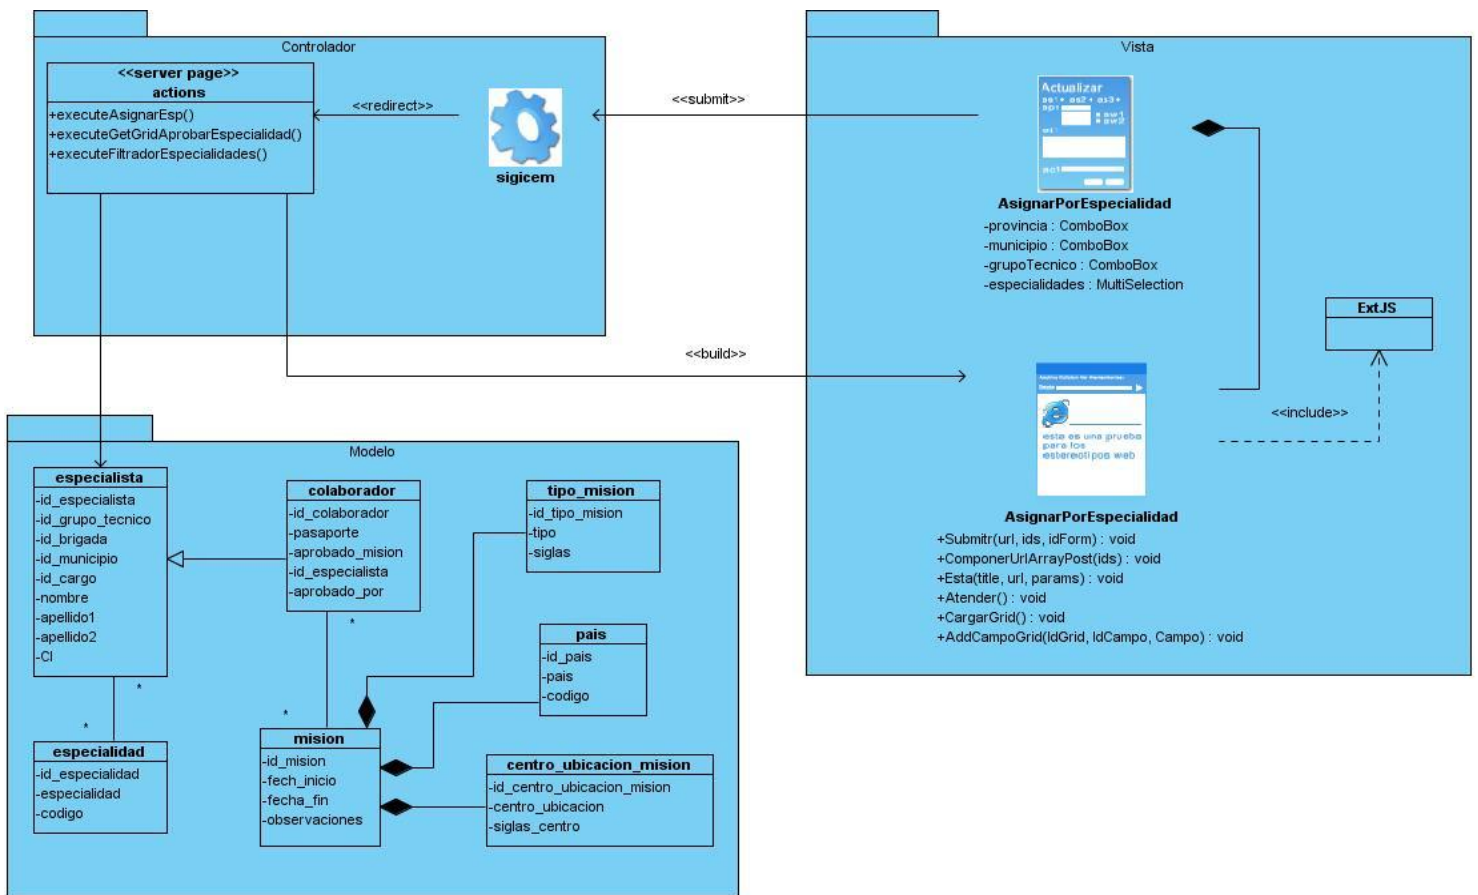 Controlador
<<server page>>
actions
+executeAsignarEsp()
+executeGetGridAprobarEspecialidad()
+executeFiltradorEspecialidades()
<<redirect>>
sigicem
<<submit>>
Vista
Actualizar
AsignarPorEspecialidad
-provincia : ComboBox
-municipio : ComboBox
-grupoTecnico : ComboBox
-especialidades : MultiSelection
ExtJS
<<build>>
<<include>>
esta es una prueba
para los
estereotipos web
AsignarPorEspecialidad
+Submitr(url, ids, idForm) : void
+ComponerUrlArrayPost(ids) : void
+Esta(title, url, params) : void
+Atender() : void
+CargarGrid() : void
+AddCampoGrid(IdGrid, IdCampo, Campo) : void
Modelo
especialista
-id_especialista
-id_grupo_tecnico
-id_brigada
-id_municipio
-id_cargo
-nombre
-apellido1
-apellido2
-CI
*
*
especialidad
-id_especialidad
-especialidad
-codigo
colaborador
-id_colaborador
-pasaporte
-aprobado_mision
-id_especialista
-aprobado_por
*
*
mision
-id_mision
-fech_inicio
-fecha_fin
-observaciones
tipo_mision
-id_tipo_mision
-tipo
-siglas
pais
-id_pais
-pais
-codigo
centro_ubicacion_mision
-id_centro_ubicacion_mision
-centro_ubicacion
-siglas_centro